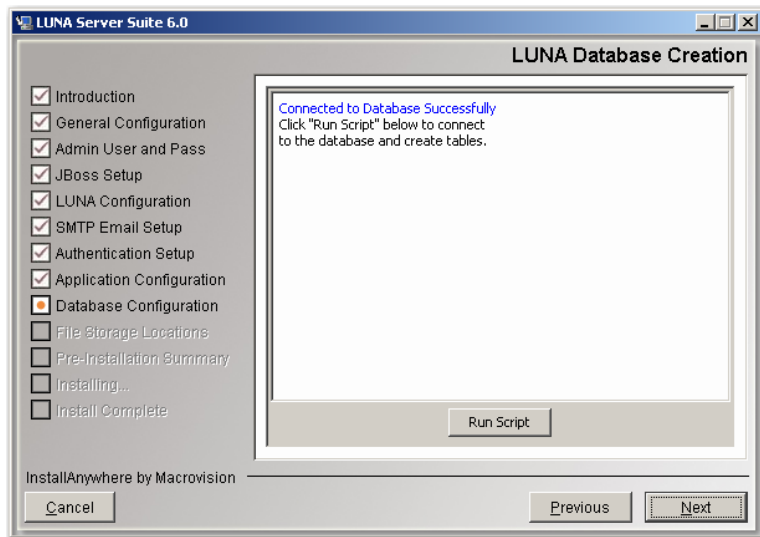 LUNA Server Suite 6.0
LUNA Database Creation
Introduction
General Configuration
Admin User and Pass
JBoss Setup
LUNA Configuration
SMTP Email Setup
Authentication Setup
Application Configuration
Database Configuration
File Storage Locations
Pre-Installation Summary
Installing...
Install Complete
Connected to Database Successfully
Click "Run Script" below to connect
to the database and create tables.
Run Script
InstallAnywhere by Macrovision
Cancel
Previous
Next